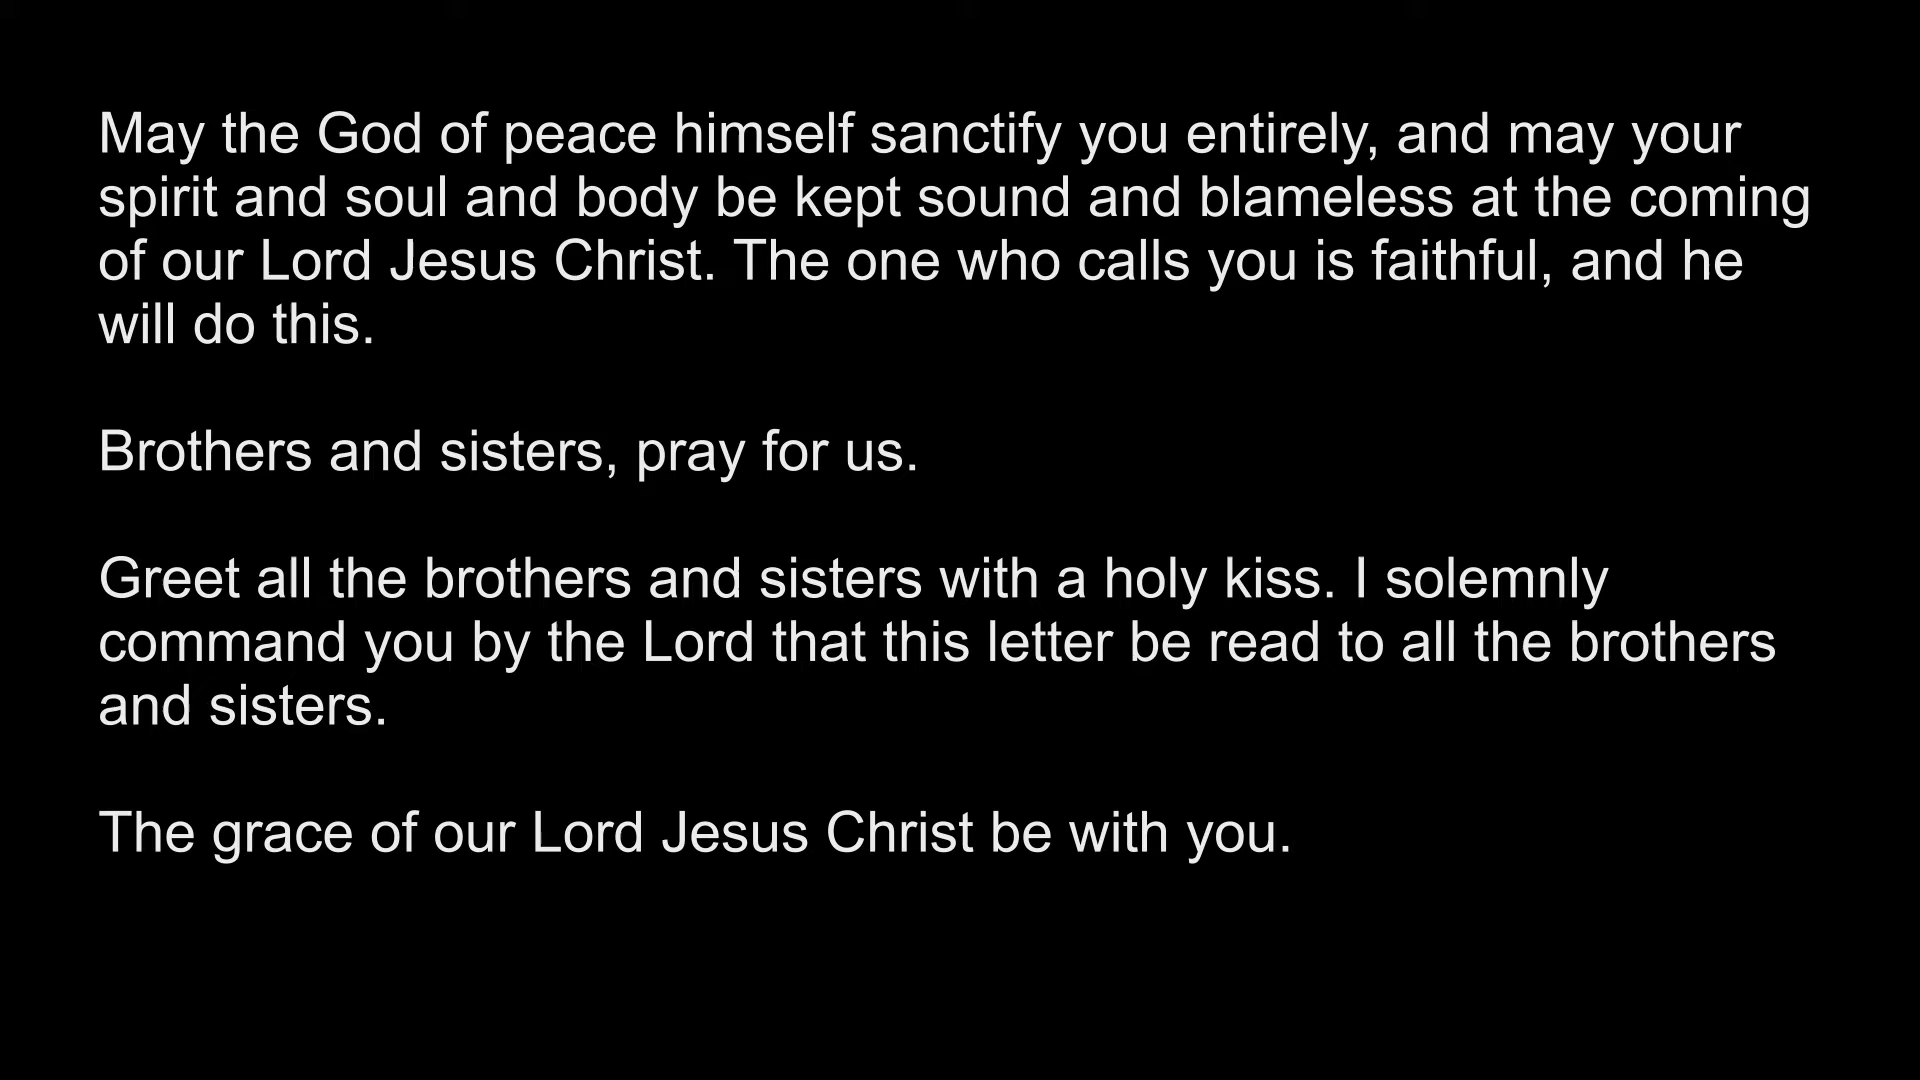 May the God of peace himself sanctify you entirely, and may your
spirit and soul and body be kept sound and blameless at the coming
of our Lord Jesus Christ. The one who calls you is faithful, and he
will do this.
Brothers and sisters, pray for us.
Greet all the brothers and sisters with a holy kiss. I solemnly
command you by the Lord that this letter be read to all the brothers
and sisters.
The grace of our Lord Jesus Christ be with you.